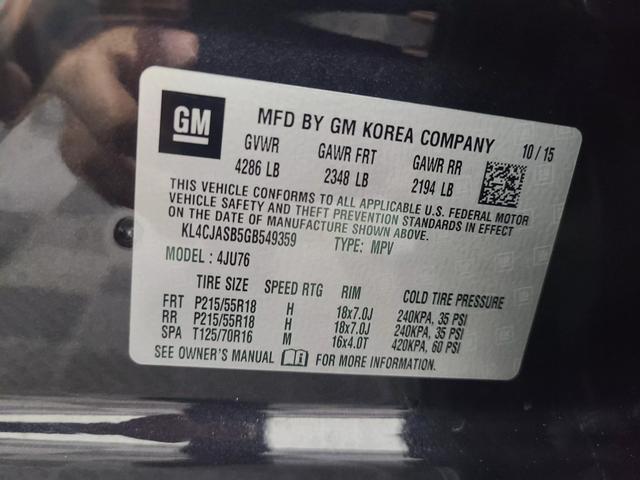 GM
MFD BY GM KOREA COMPANY 10/15
GVWR GAWR FRT GAWR RR
4286 LB 2348 LB 2194 LB
THIS VEHICLE CONFORMS TO ALL APPLICABLE U.S. FEDERAL MOTOR
VEHICLE SAFETY AND THEFT PREVENTION STANDARDS IN EFFECT
ON THE DATE OF MANUFACTURE SHOWN ABOVE.
KL4CJASB5GB549359 TYPE: MPV
MODEL : 4JU76
TIRE SIZE SPEED RTG RIM COLD TIRE PRESSURE
FRT P215/55R18 H 18x7.0J 240KPA, 35 PSI
RR P215/55R18 H 18x7.0J 240KPA, 35 PSI
SPA T125/70R16 M 16x4.0T 420KPA, 60 PSI
SEE OWNER'S MANUAL FOR MORE INFORMATION.